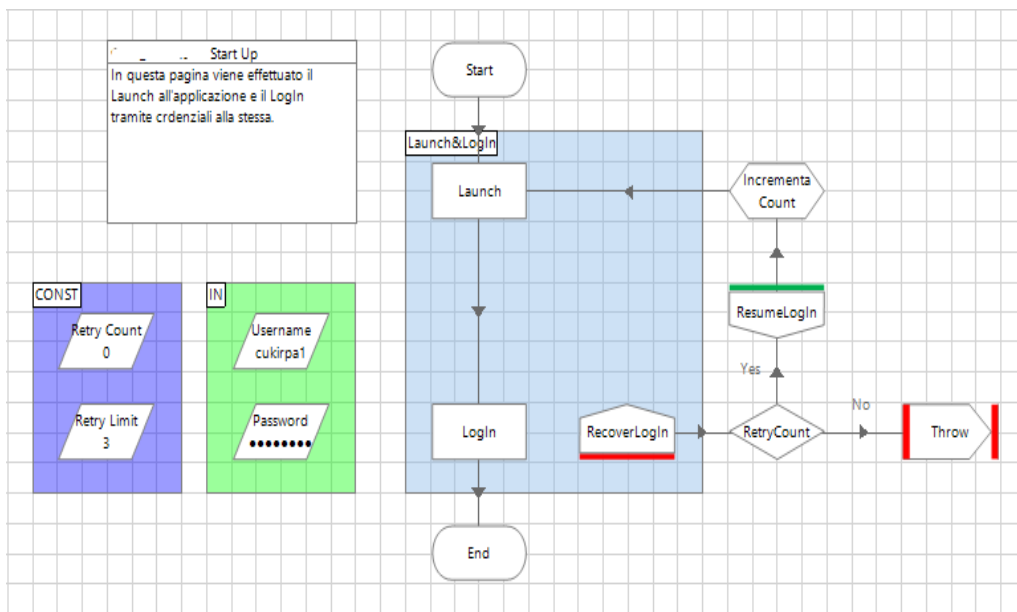 Start Up
In questa pagina viene effettuato il
Launch all'applicazione e il LogIn
tramite crdenziali alla stessa.
Start
Launch&LogIn
Launch
Incrementa
Count
CONST
Retry Count
0
Retry Limit
3
IN
Username
cukirpa1
Password
●●●●●●●●
ResumeLogIn
Yes
LogIn
RecoverLogIn
RetryCount
No
Throw
End